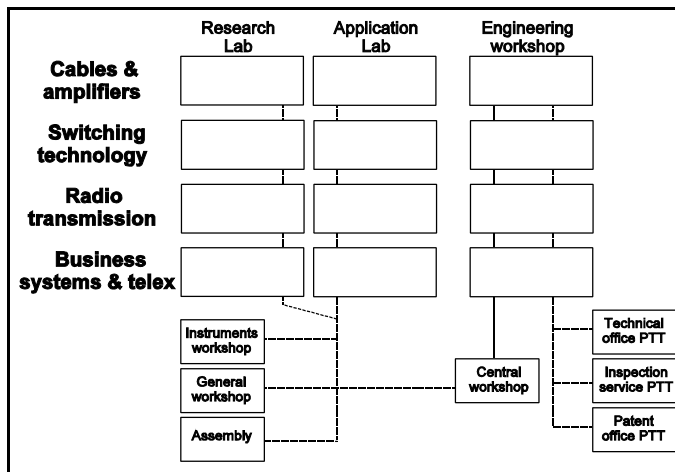 Research
Lab
Application
Lab
Engineering
workshop
Cables &
amplifiers
Switching
technology
Radio
transmission
Business
systems & telex
Instruments
workshop
General
workshop
Assembly
Central
workshop
Technical
office PTT
Inspection
service PTT
Patent
office PTT